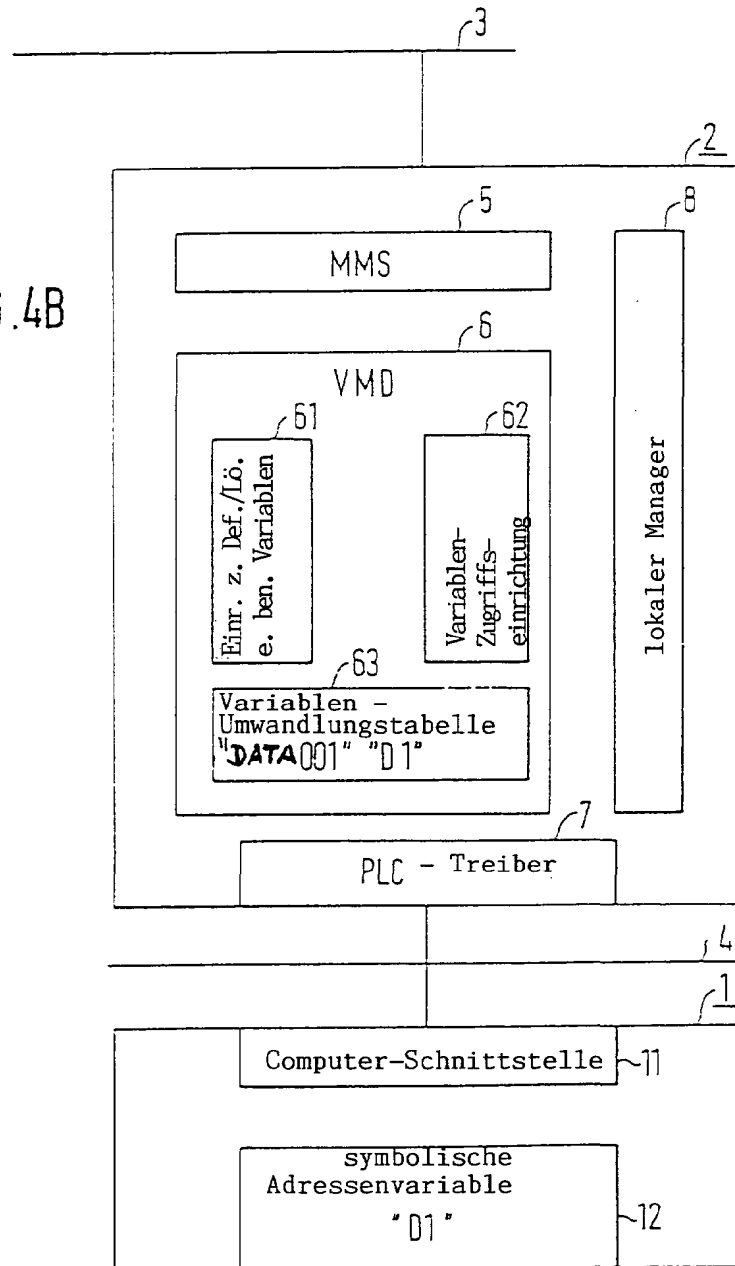 3
2
5
8
MMS
.4B
6
VMD
61
62
Einr. z. Def./Lö.
e. ben. Variablen
Variablen-
Zugriffs-
einrichtung
lokaler Manager
63
Variablen -
Umwandlungstabelle
"DATA001" "D1"
7
PLC - Treiber
4
1
Computer-Schnittstelle
11
symbolische
Adressenvariable
"D1"
12